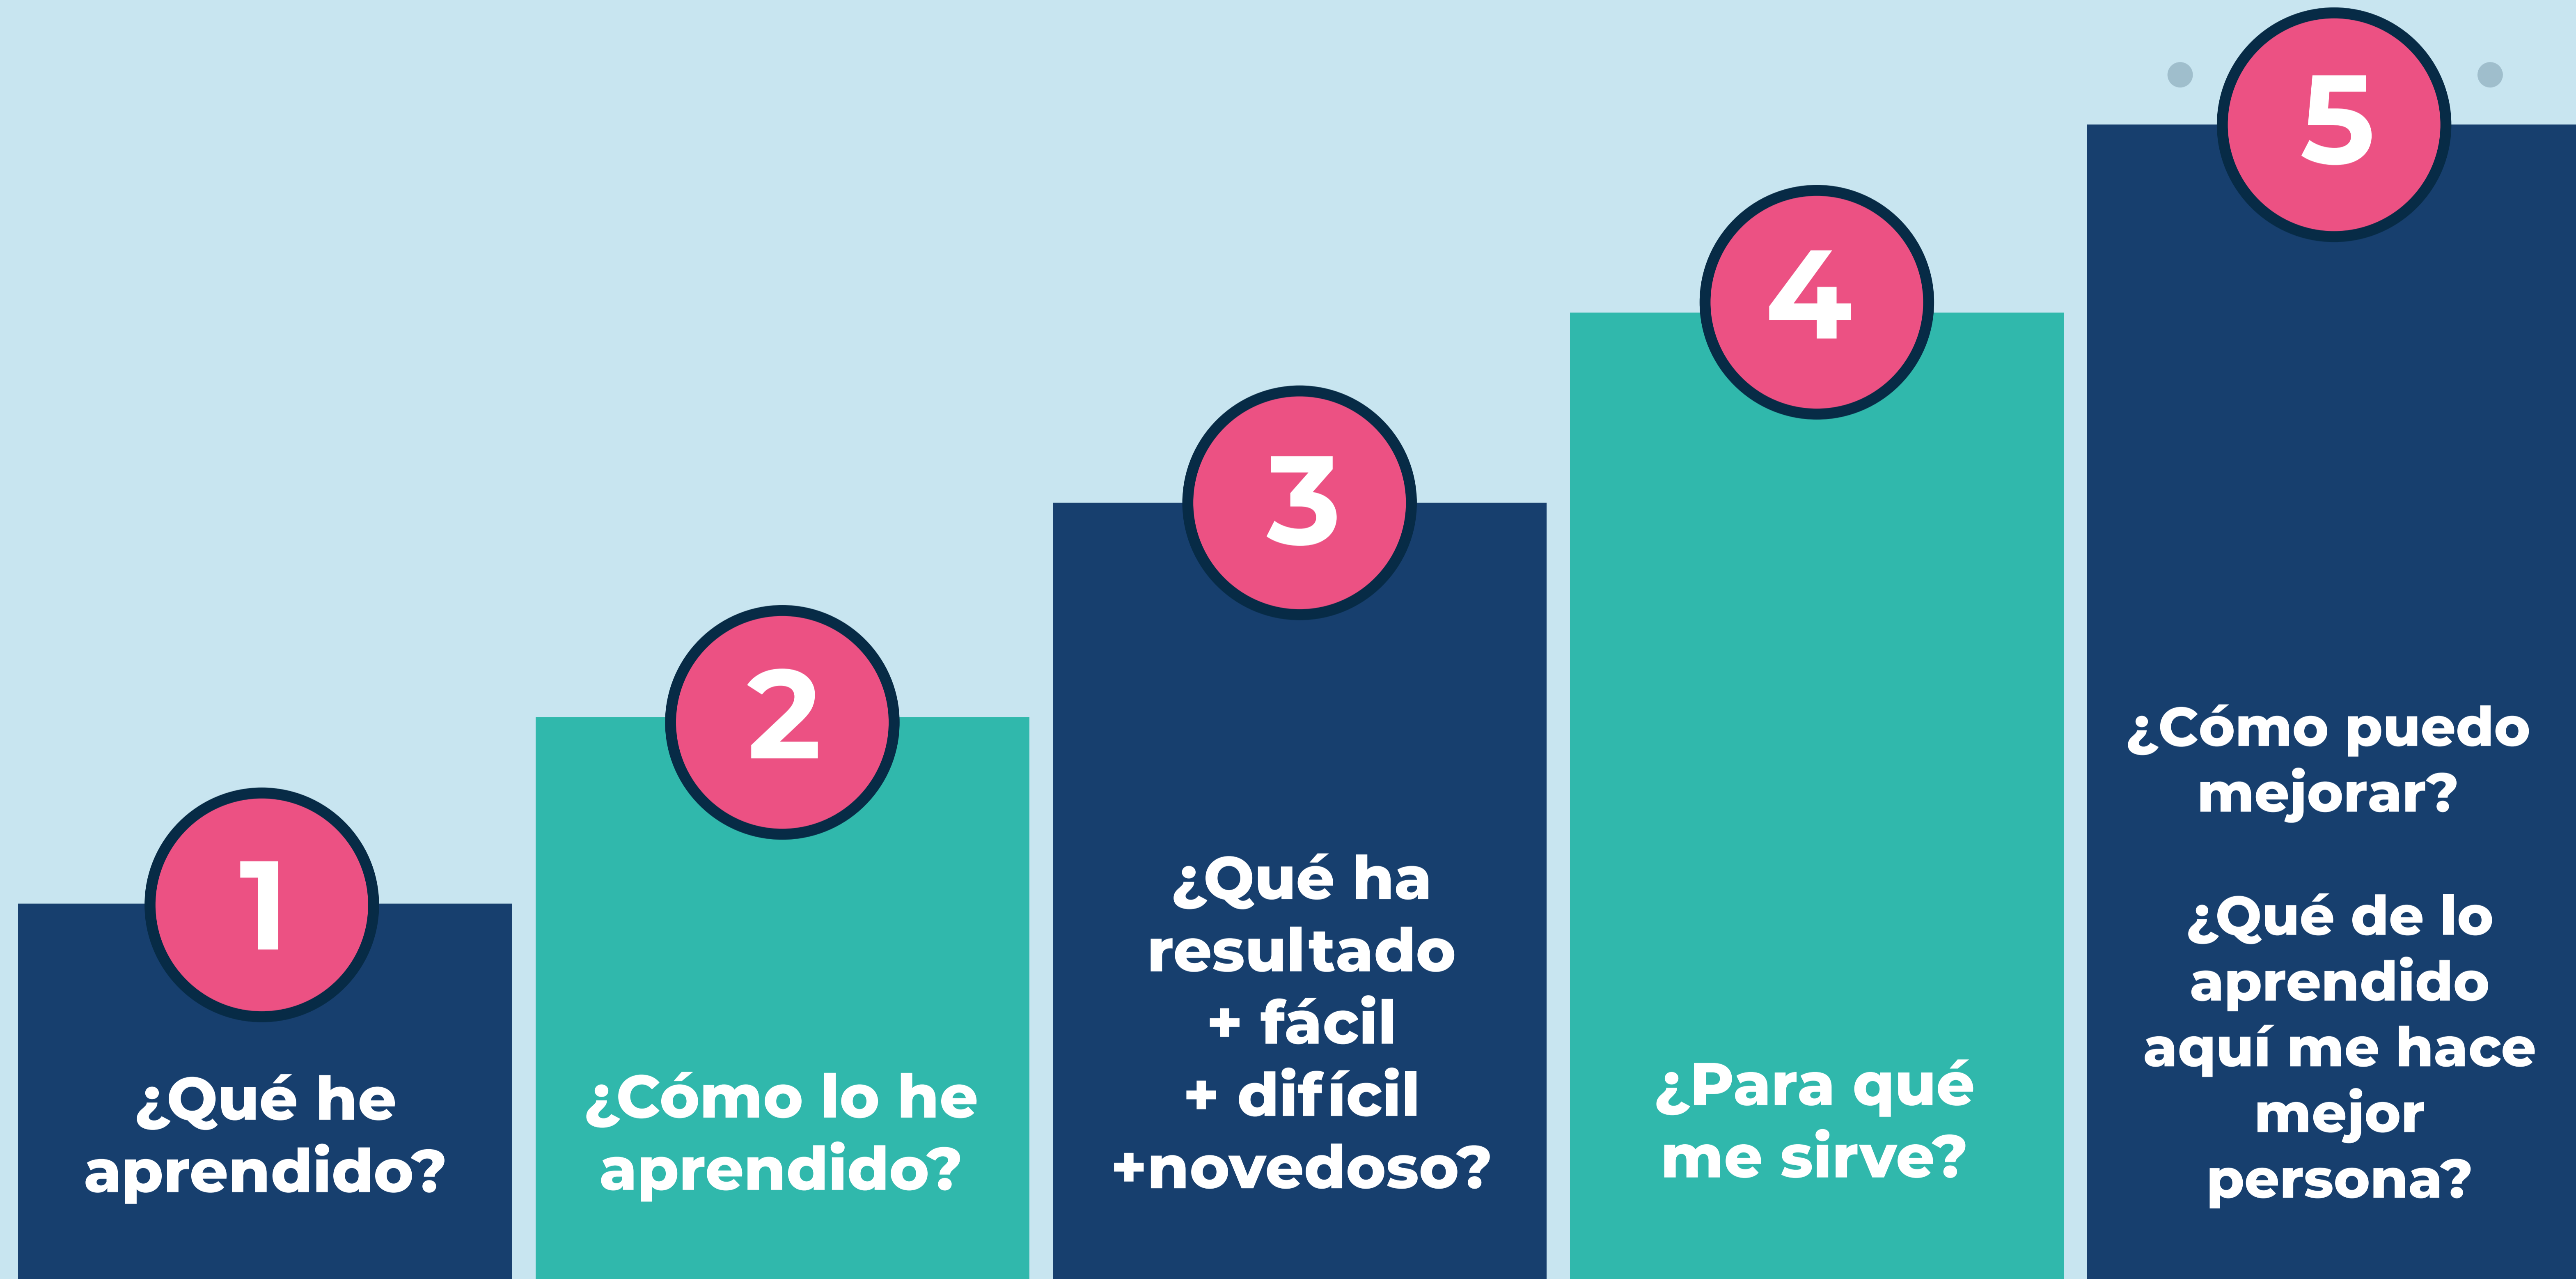 1
¿Qué he
aprendido?
2
¿Cómo lo he
aprendido?
3
¿Qué ha
resultado
+ fácil
+ difícil
+novedoso?
4
¿Para qué
me sirve?
5
¿Cómo puedo
mejorar?
¿Qué de lo
aprendido
aquí me hace
mejor
persona?